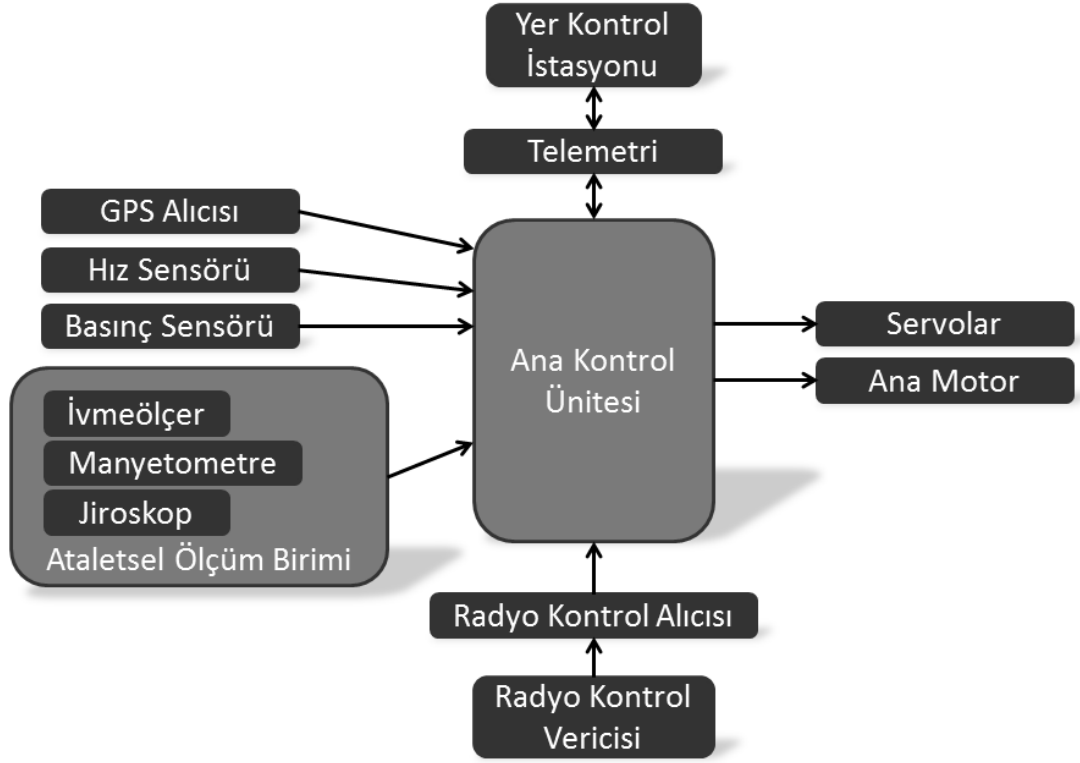 Yer Kontrol
İstasyonu
Telemetri
GPS Alıcısı
Hız Sensörü
Basınç Sensörü
İvmeölçer
Manyetometre
Jiroskop
Ataletsel Ölçüm Birimi
Ana Kontrol
Ünitesi
Servolar
Ana Motor
Radyo Kontrol Alıcısı
Radyo Kontrol
Vericisi